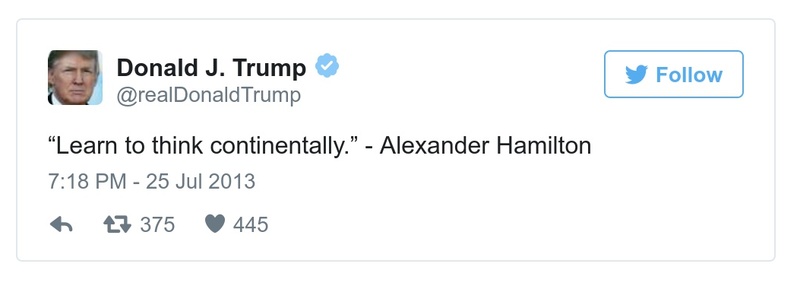 Donald J. Trump
@realDonaldTrump
Follow
“Learn to think continentally.” - Alexander Hamilton
7:18 PM - 25 Jul 2013
375 445